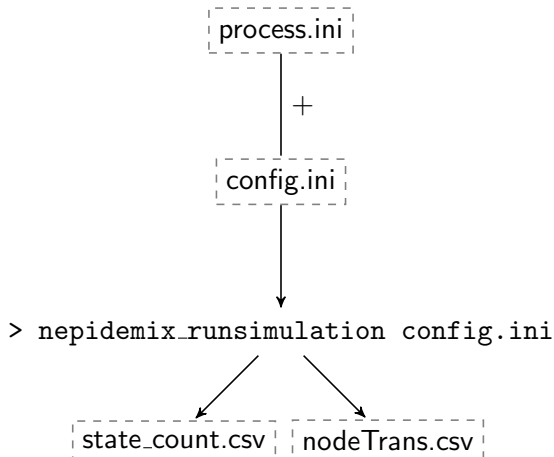 process.ini
+
config.ini
> nepidemix_runsimulation config.ini
state_count.csv nodeTrans.csv